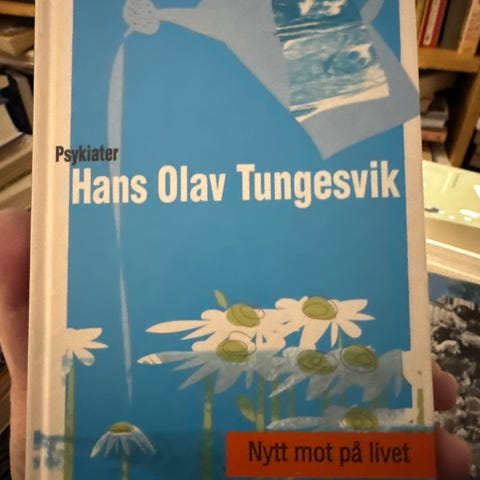 Psykiater
Hans Olav Tungesvik
Nytt mot på livet